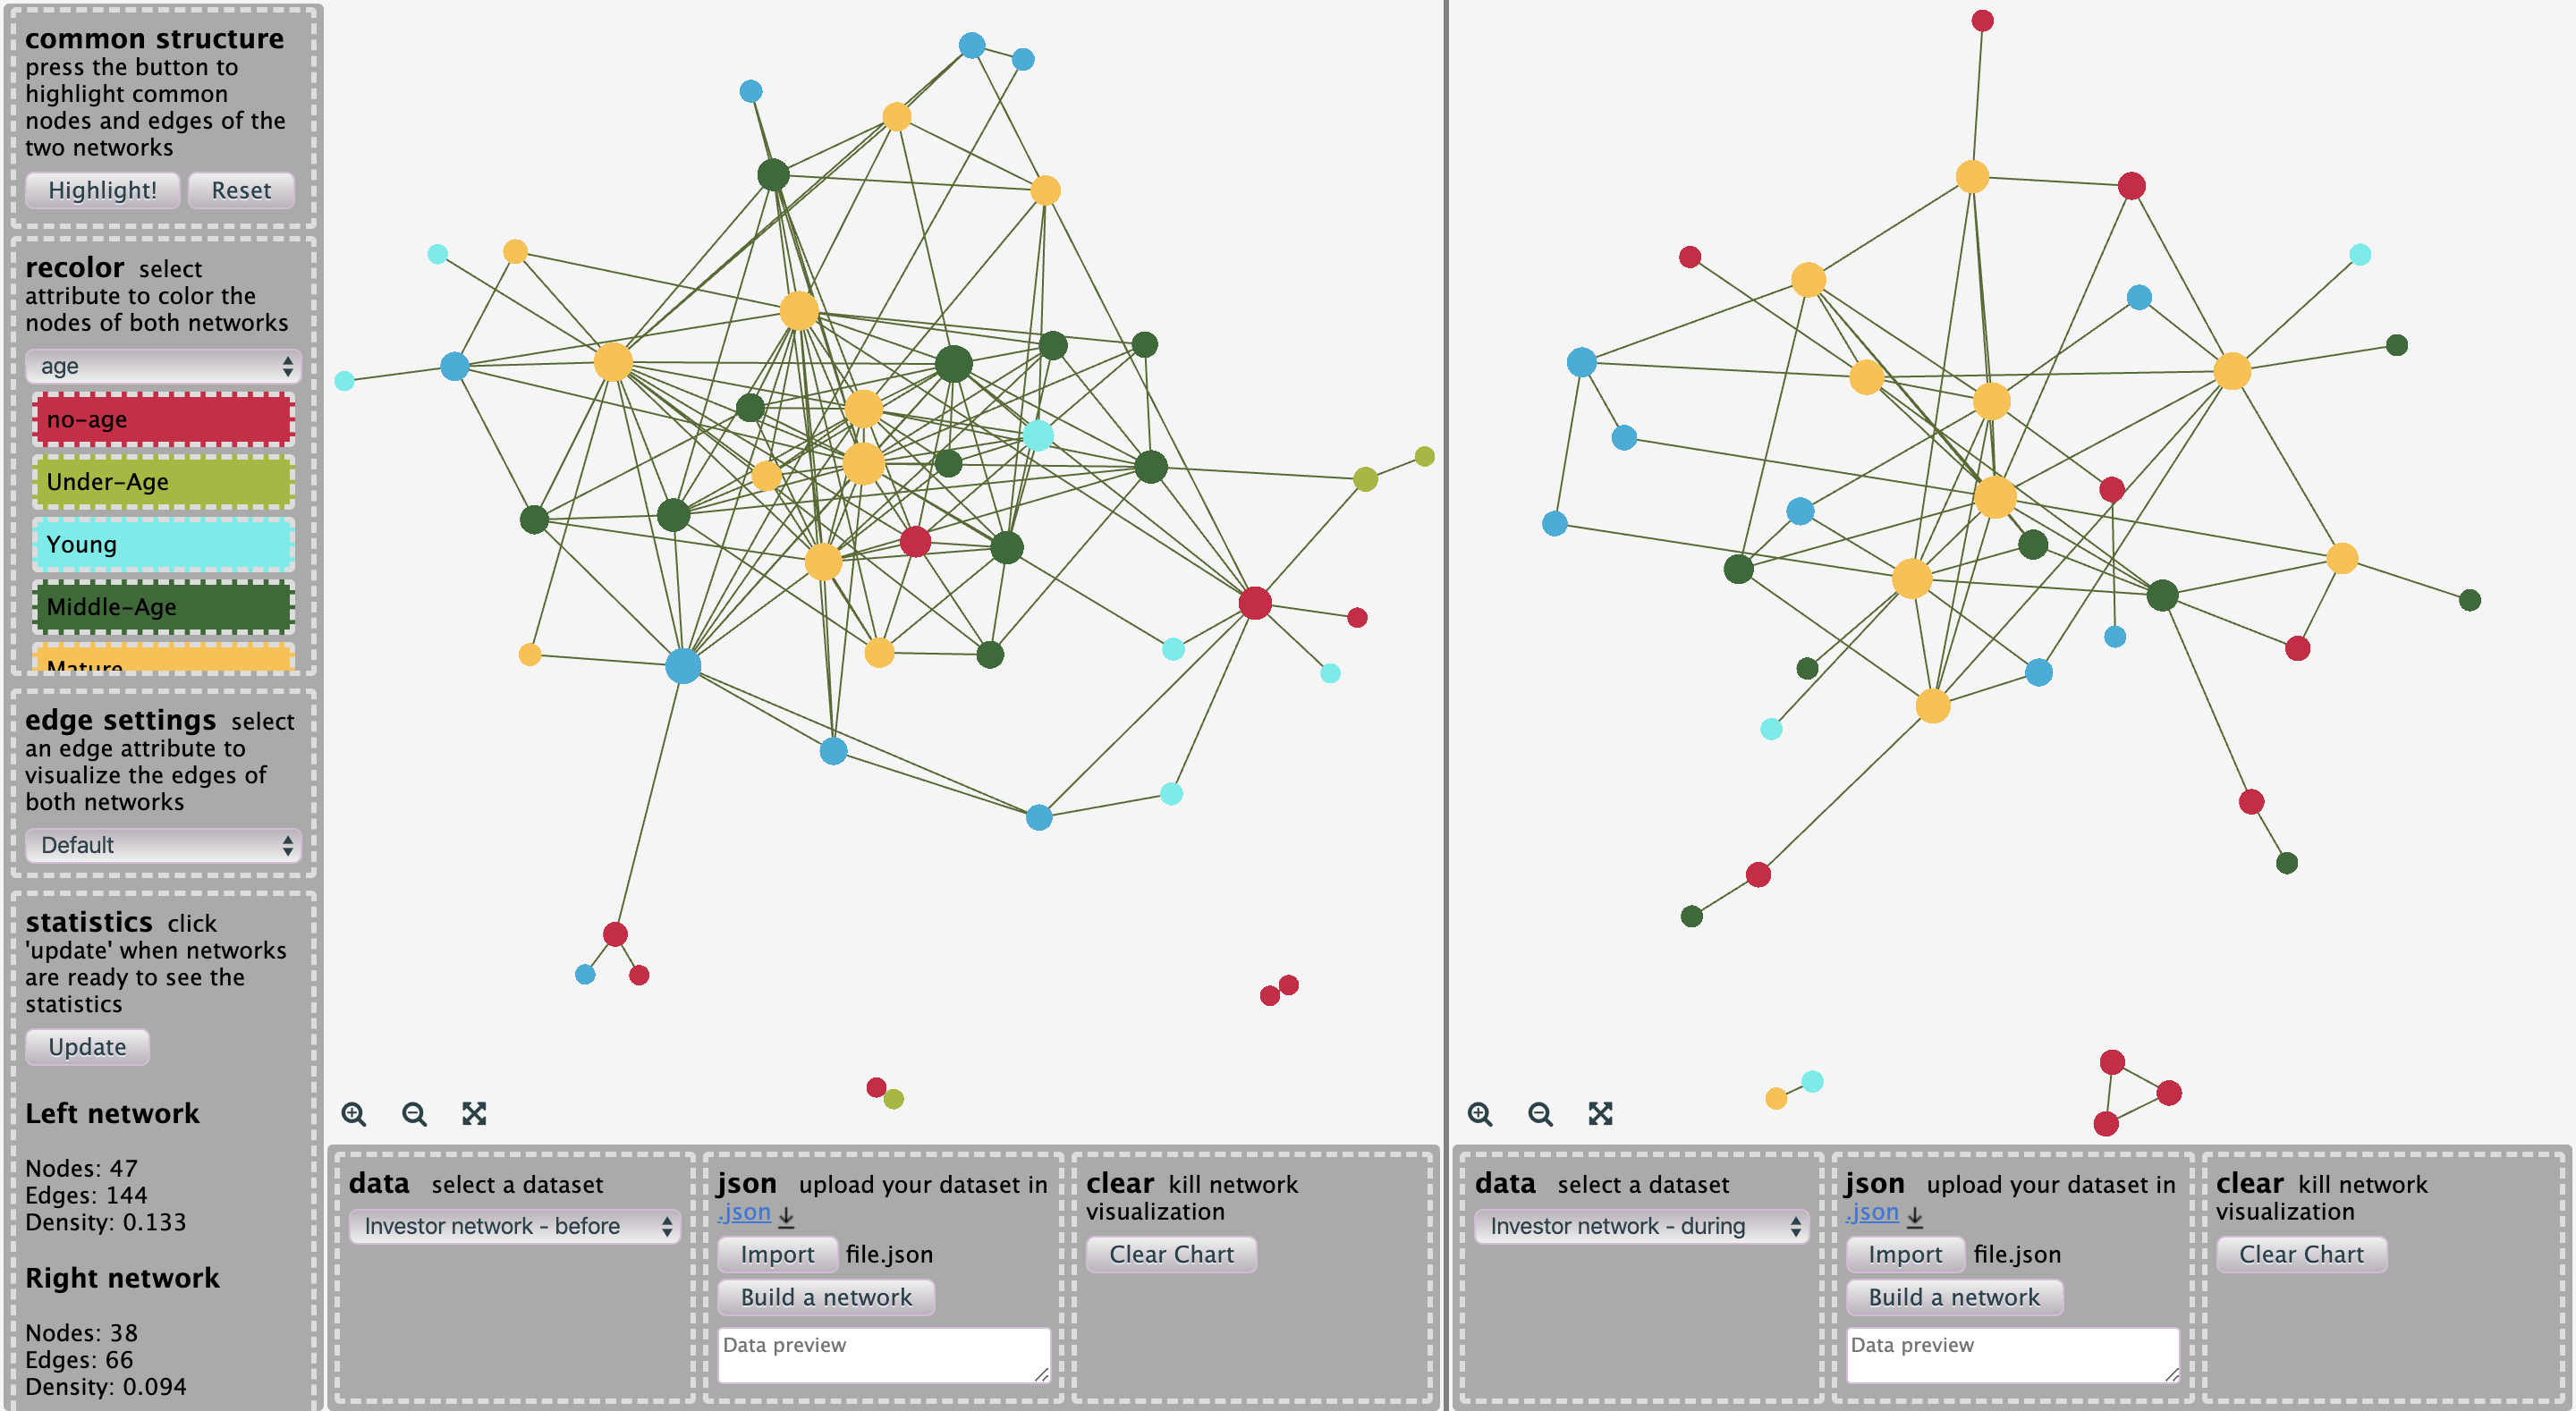 common structure
press the button to
highlight common
nodes and edges of the
two networks
Highlight! Reset
recolor select
attribute to color the
nodes of both networks
age
no-age
Under-Age
Young
Middle-Age
Mature
edge settings select
an edge attribute to
visualize the edges of
both networks
Default
statistics click
'update' when networks
are ready to see the
statistics
Update
Left network
Nodes: 47
Edges: 144
Density: 0.133
Right network
Nodes: 38
Edges: 66
Density: 0.094
data select a dataset
Investor network - before
json upload your dataset in
.json
Import file.json
Build a network
Data preview
clear kill network
visualization
Clear Chart
data select a dataset
Investor network - during
json upload your dataset in
.json
Import file.json
Build a network
Data preview
clear kill network
visualization
Clear Chart